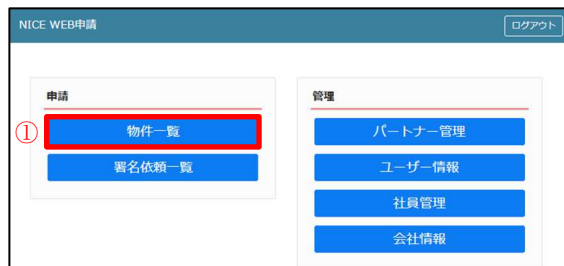 NICE WEB申請
ログアウト
申請
① 物件一覧
署名依頼一覧
管理
パートナー管理
ユーザー情報
社員管理
会社情報